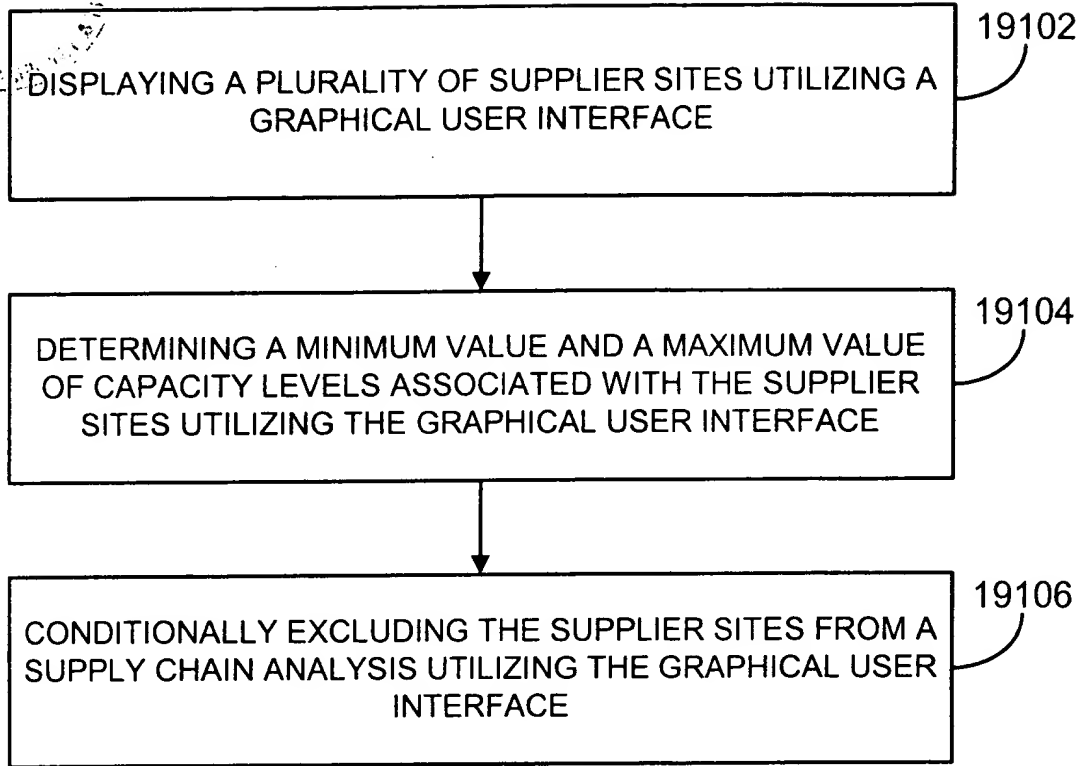 19102
DISPLAYING A PLURALITY OF SUPPLIER SITES UTILIZING A
GRAPHICAL USER INTERFACE
19104
DETERMINING A MINIMUM VALUE AND A MAXIMUM VALUE
OF CAPACITY LEVELS ASSOCIATED WITH THE SUPPLIER
SITES UTILIZING THE GRAPHICAL USER INTERFACE
19106
CONDITIONALLY EXCLUDING THE SUPPLIER SITES FROM A
SUPPLY CHAIN ANALYSIS UTILIZING THE GRAPHICAL USER
INTERFACE